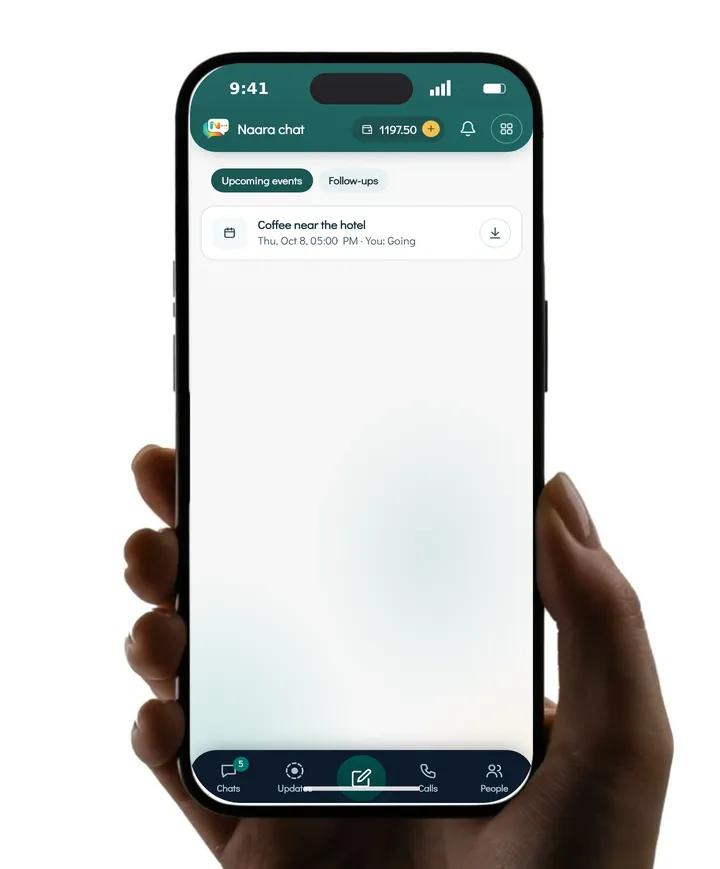 9:41
Naara chat
1197.50 +
Upcoming events Follow-ups
Coffee near the hotel
Thu, Oct 8, 05:00 PM · You: Going
5
Chats Updates Calls People